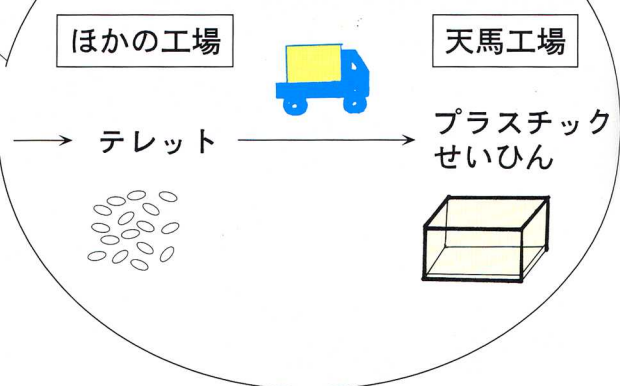 ほかの工場
天馬工場
テレット
プラスチック
せいひん